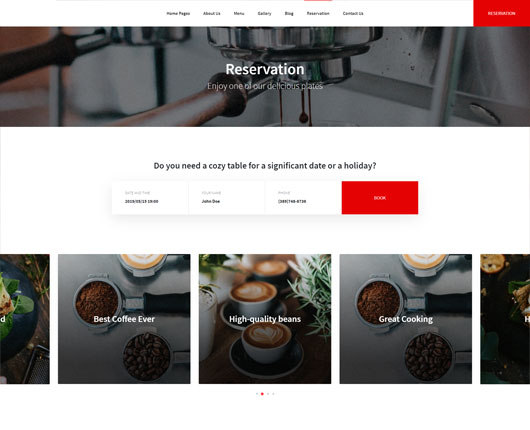 Home Pages About Us Menu Gallery Blog Reservation Contact Us RESERVATION
Reservation
Enjoy one of our delicious plates
Do you need a cozy table for a significant date or a holiday?
DATE AND TIME YOUR NAME PHONE
2019/05/15 19:00 John Doe (389)748-8736 BOOK
d Best Coffee Ever High-quality beans Great Cooking H